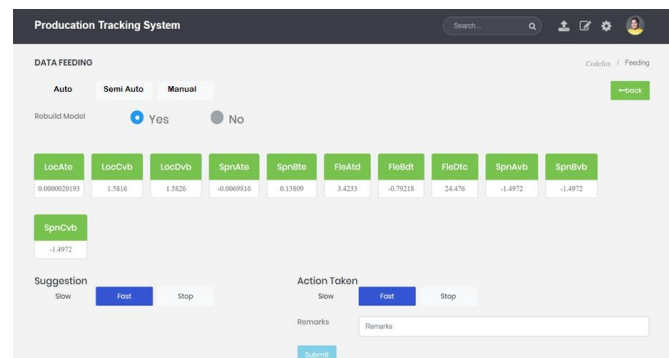 Producation Tracking System
Search...
DATA FEEDING
Codefox / Feeding
Auto Semi Auto Manual
←back
Rebuild Model Yes No
LocAte LocCvb LocDvb SpnAte SpnBte FleAtd FleBdt FleDtc SpnAvb SpnBvb
0.0000020193 1.5816 1.5826 -0.0069816 0.13809 3.4233 -0.79218 24.476 -1.4972 -1.4972
SpnCvb
-1.4972
Suggestion Action Taken
Slow Fast Stop Slow Fast Stop
Remarks Remarks
Submit